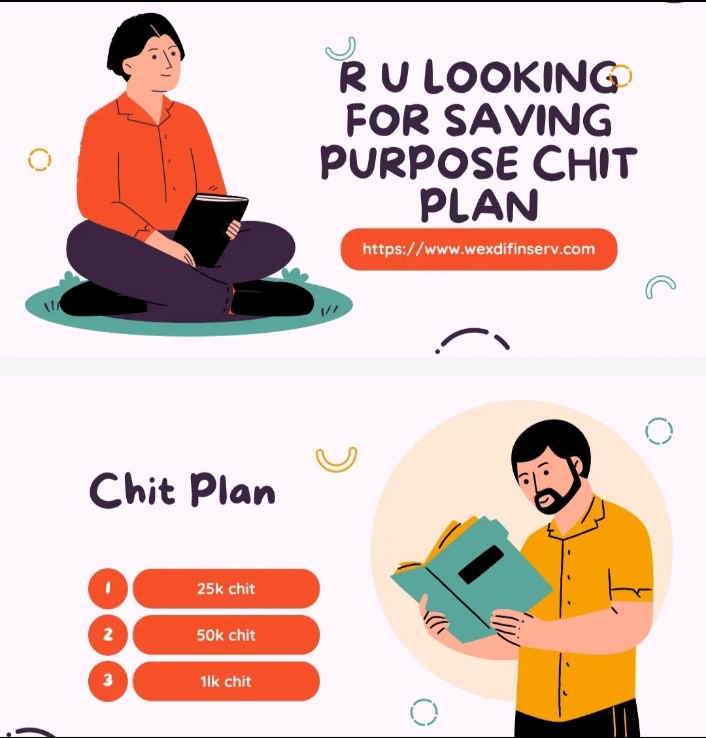 R U LOOKING
FOR SAVING
PURPOSE CHIT
PLAN
https://www.wexdifinserv.com
Chit Plan
1 25k chit
2 50k chit
3 1lk chit